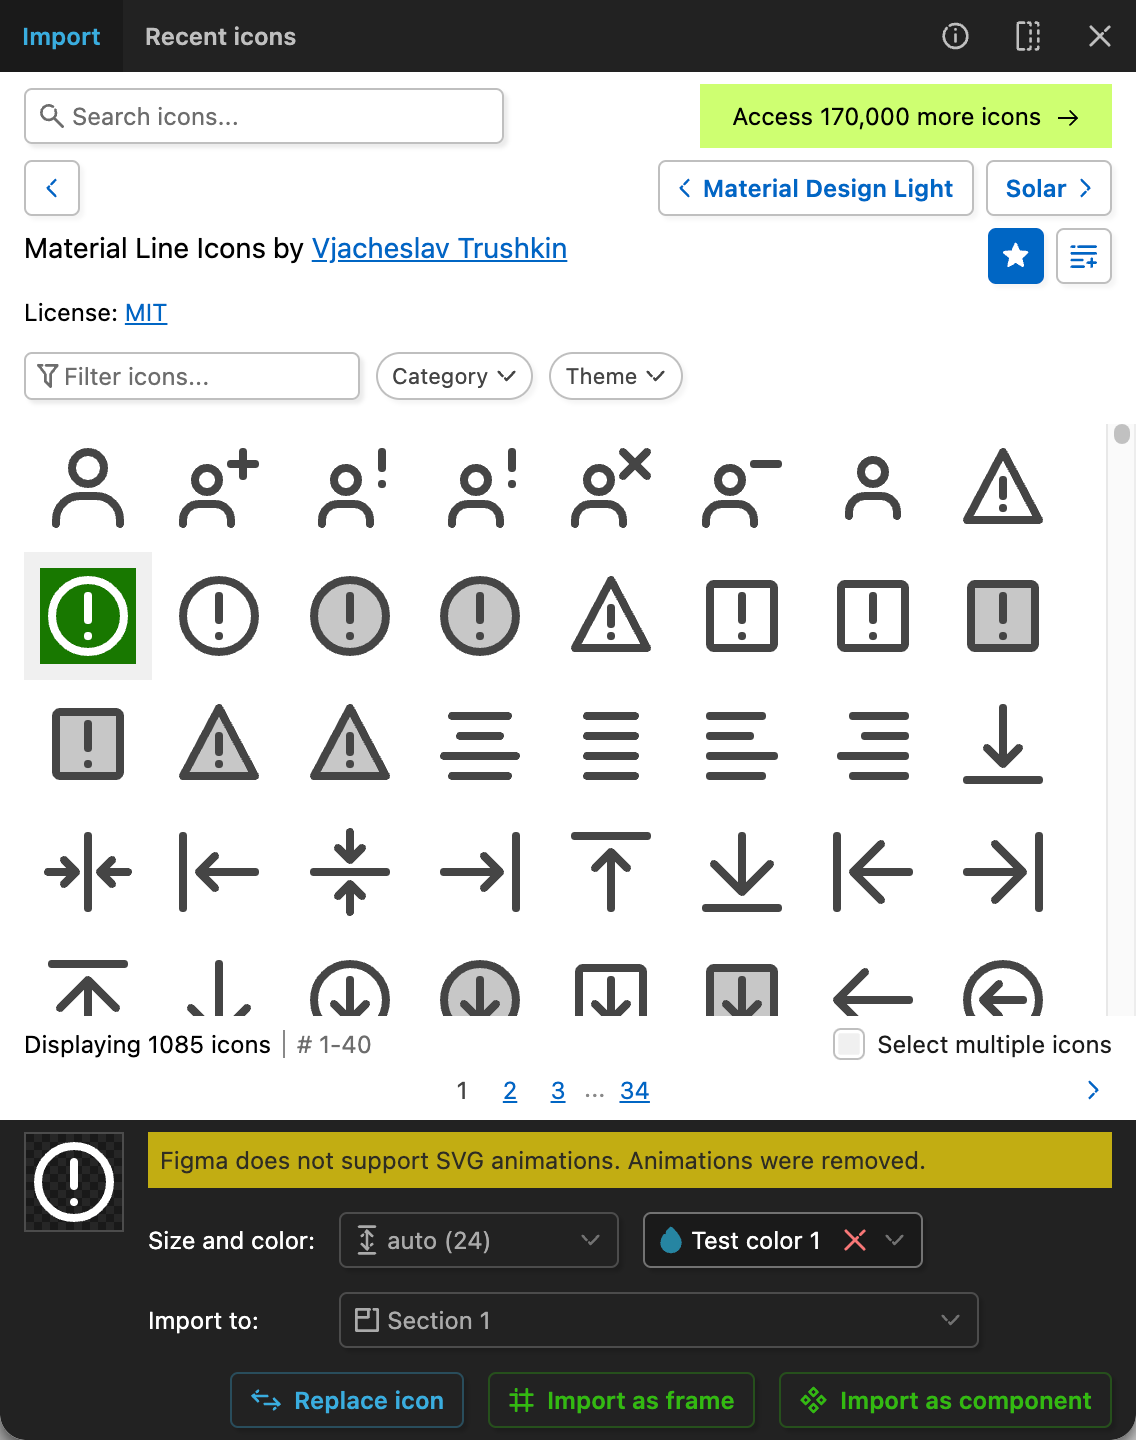 Import
Recent icons
Search icons...
Access 170,000 more icons
Material Design Light
Solar
Material Line Icons by Vjacheslav Trushkin
License: MIT
Filter icons...
Category
Theme
Displaying 1085 icons
# 1-40
Select multiple icons
1 2 3 ... 34
Figma does not support SVG animations. Animations were removed.
Size and color:
auto (24)
Test color 1
Import to:
Section 1
Replace icon
Import as frame
Import as component